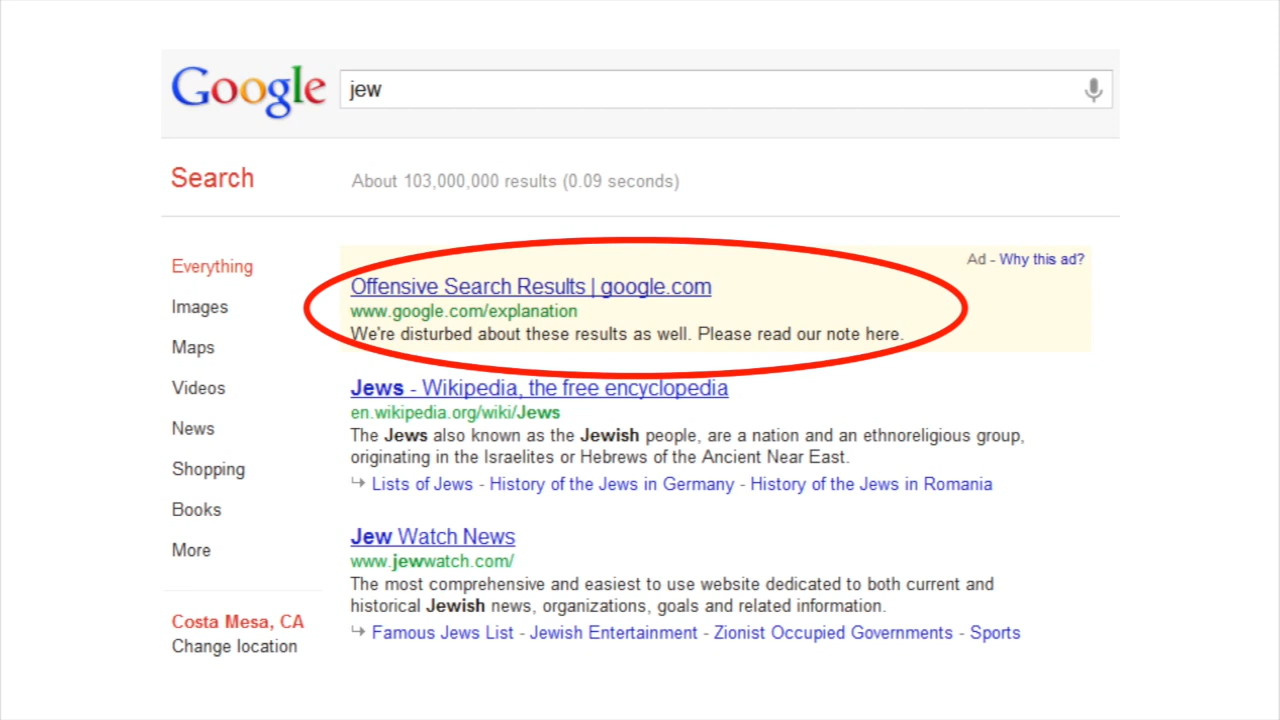 Google jew
Search About 103,000,000 results (0.09 seconds)
Everything
Images
Maps
Videos
News
Shopping
Books
More
Costa Mesa, CA
Change location
Ad - Why this ad?
Offensive Search Results | google.com
www.google.com/explanation
We're disturbed about these results as well. Please read our note here.
Jews - Wikipedia, the free encyclopedia
en.wikipedia.org/wiki/Jews
The Jews also known as the Jewish people, are a nation and an ethnoreligious group,
originating in the Israelites or Hebrews of the Ancient Near East.
Lists of Jews - History of the Jews in Germany - History of the Jews in Romania
Jew Watch News
www.jewwatch.com/
The most comprehensive and easiest to use website dedicated to both current and
historical Jewish news, organizations, goals and related information.
Famous Jews List - Jewish Entertainment - Zionist Occupied Governments - Sports